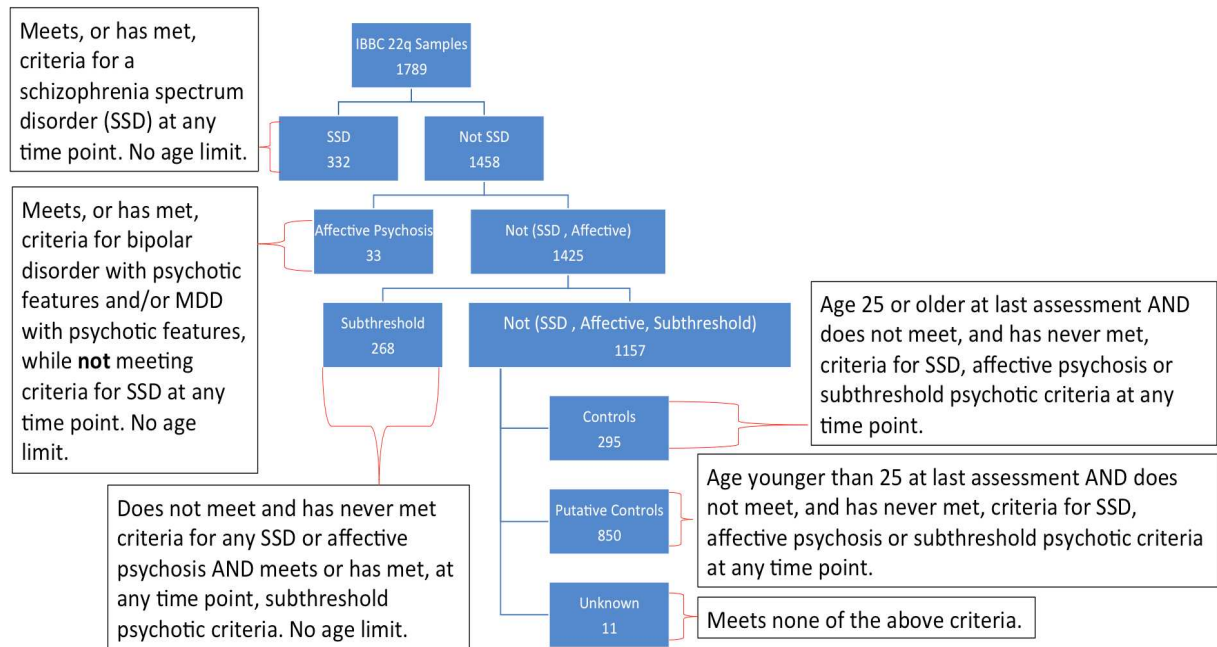 Meets, or has met,
criteria for a
schizophrenia spectrum
disorder (SSD) at any
time point. No age limit.
IBBC 22q Samples
1789
SSD
332
Not SSD
1458
Meets, or has met,
criteria for bipolar
disorder with psychotic
features and/or MDD
with psychotic features,
while not meeting
criteria for SSD at any
time point. No age
limit.
Affective Psychosis
33
Not (SSD , Affective)
1425
Subthreshold
268
Not (SSD , Affective, Subthreshold)
1157
Age 25 or older at last assessment AND
does not meet, and has never met,
criteria for SSD, affective psychosis or
subthreshold psychotic criteria at any
time point.
Controls
295
Does not meet and has never met
criteria for any SSD or affective
psychosis AND meets or has met, at
any time point, subthreshold
psychotic criteria. No age limit.
Putative Controls
850
Age younger than 25 at last assessment AND does
not meet, and has never met, criteria for SSD,
affective psychosis or subthreshold psychotic criteria
at any time point.
Unknown
11
Meets none of the above criteria.